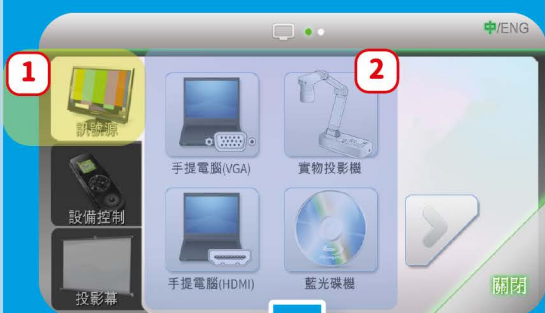 中/ENG
1
2
訊號源
手提電腦(VGA)
實物投影機
設備控制
手提電腦(HDMI)
藍光碟機
投影幕
關閉